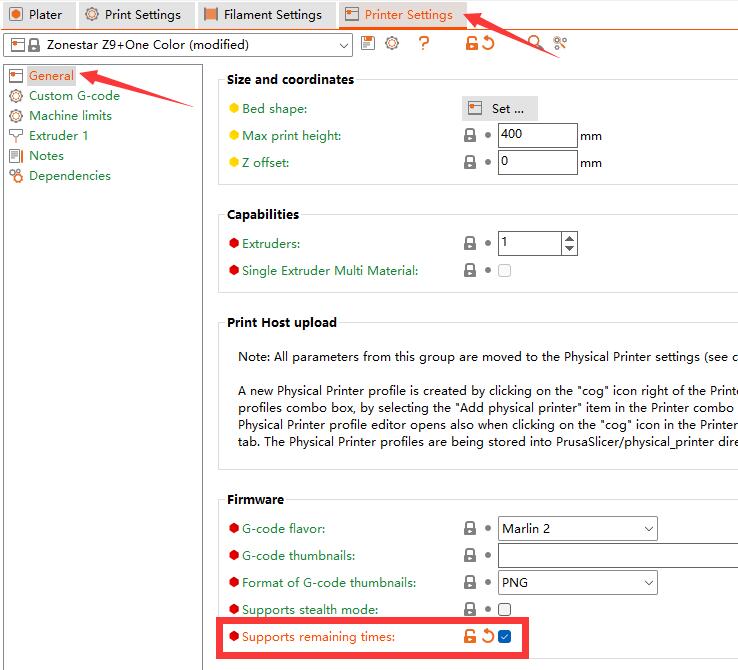 Plater Print Settings Filament Settings Printer Settings
Zonestar Z9+One Color (modified) ?
General
Custom G-code
Machine limits
Extruder 1
Notes
Dependencies
Size and coordinates
Bed shape: Set ...
Max print height: 400 mm
Z offset: 0 mm
Capabilities
Extruders: 1
Single Extruder Multi Material:
Print Host upload
Note: All parameters from this group are moved to the Physical Printer settings (see c
A new Physical Printer profile is created by clicking on the "cog" icon right of the Printe
profiles combo box, by selecting the "Add physical printer" item in the Printer combo
Physical Printer profile editor opens also when clicking on the "cog" icon in the Printer
tab. The Physical Printer profiles are being stored into PrusaSlicer/physical_printer dire
Firmware
G-code flavor: Marlin 2
G-code thumbnails:
Format of G-code thumbnails: PNG
Supports stealth mode:
Supports remaining times: